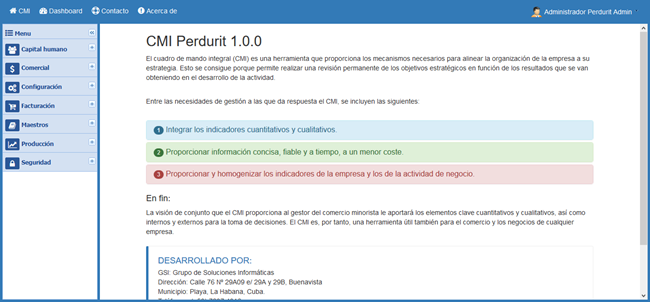 CMI Dashboard Contacto Acerca de Administrador Perdurit Admin
Menu
Capital humano
Comercial
Configuración
Facturación
Maestros
Producción
Seguridad
CMI Perdurit 1.0.0
El cuadro de mando integral (CMI) es una herramienta que proporciona los mecanismos necesarios para alinear la organización de la empresa a su
estrategia. Esto se consigue porque permite realizar una revisión permanente de los objetivos estratégicos en función de los resultados que se van
obteniendo en el desarrollo de la actividad.
Entre las necesidades de gestión a las que da respuesta el CMI, se incluyen las siguientes:
1 Integrar los indicadores cuantitativos y cualitativos.
2 Proporcionar información concisa, fiable y a tiempo, a un menor coste.
3 Proporcionar y homogenizar los indicadores de la empresa y los de la actividad de negocio.
En fin:
La visión de conjunto que el CMI proporciona al gestor del comercio minorista le aportará los elementos clave cuantitativos y cualitativos, así como
internos y externos para la toma de decisiones. El CMI es, por tanto, una herramienta útil también para el comercio y los negocios de cualquier
empresa.
DESARROLLADO POR:
GSI: Grupo de Soluciones Informáticas
Dirección: Calle 76 Nº 29A09 e/ 29A y 29B, Buenavista
Municipio: Playa, La Habana, Cuba.